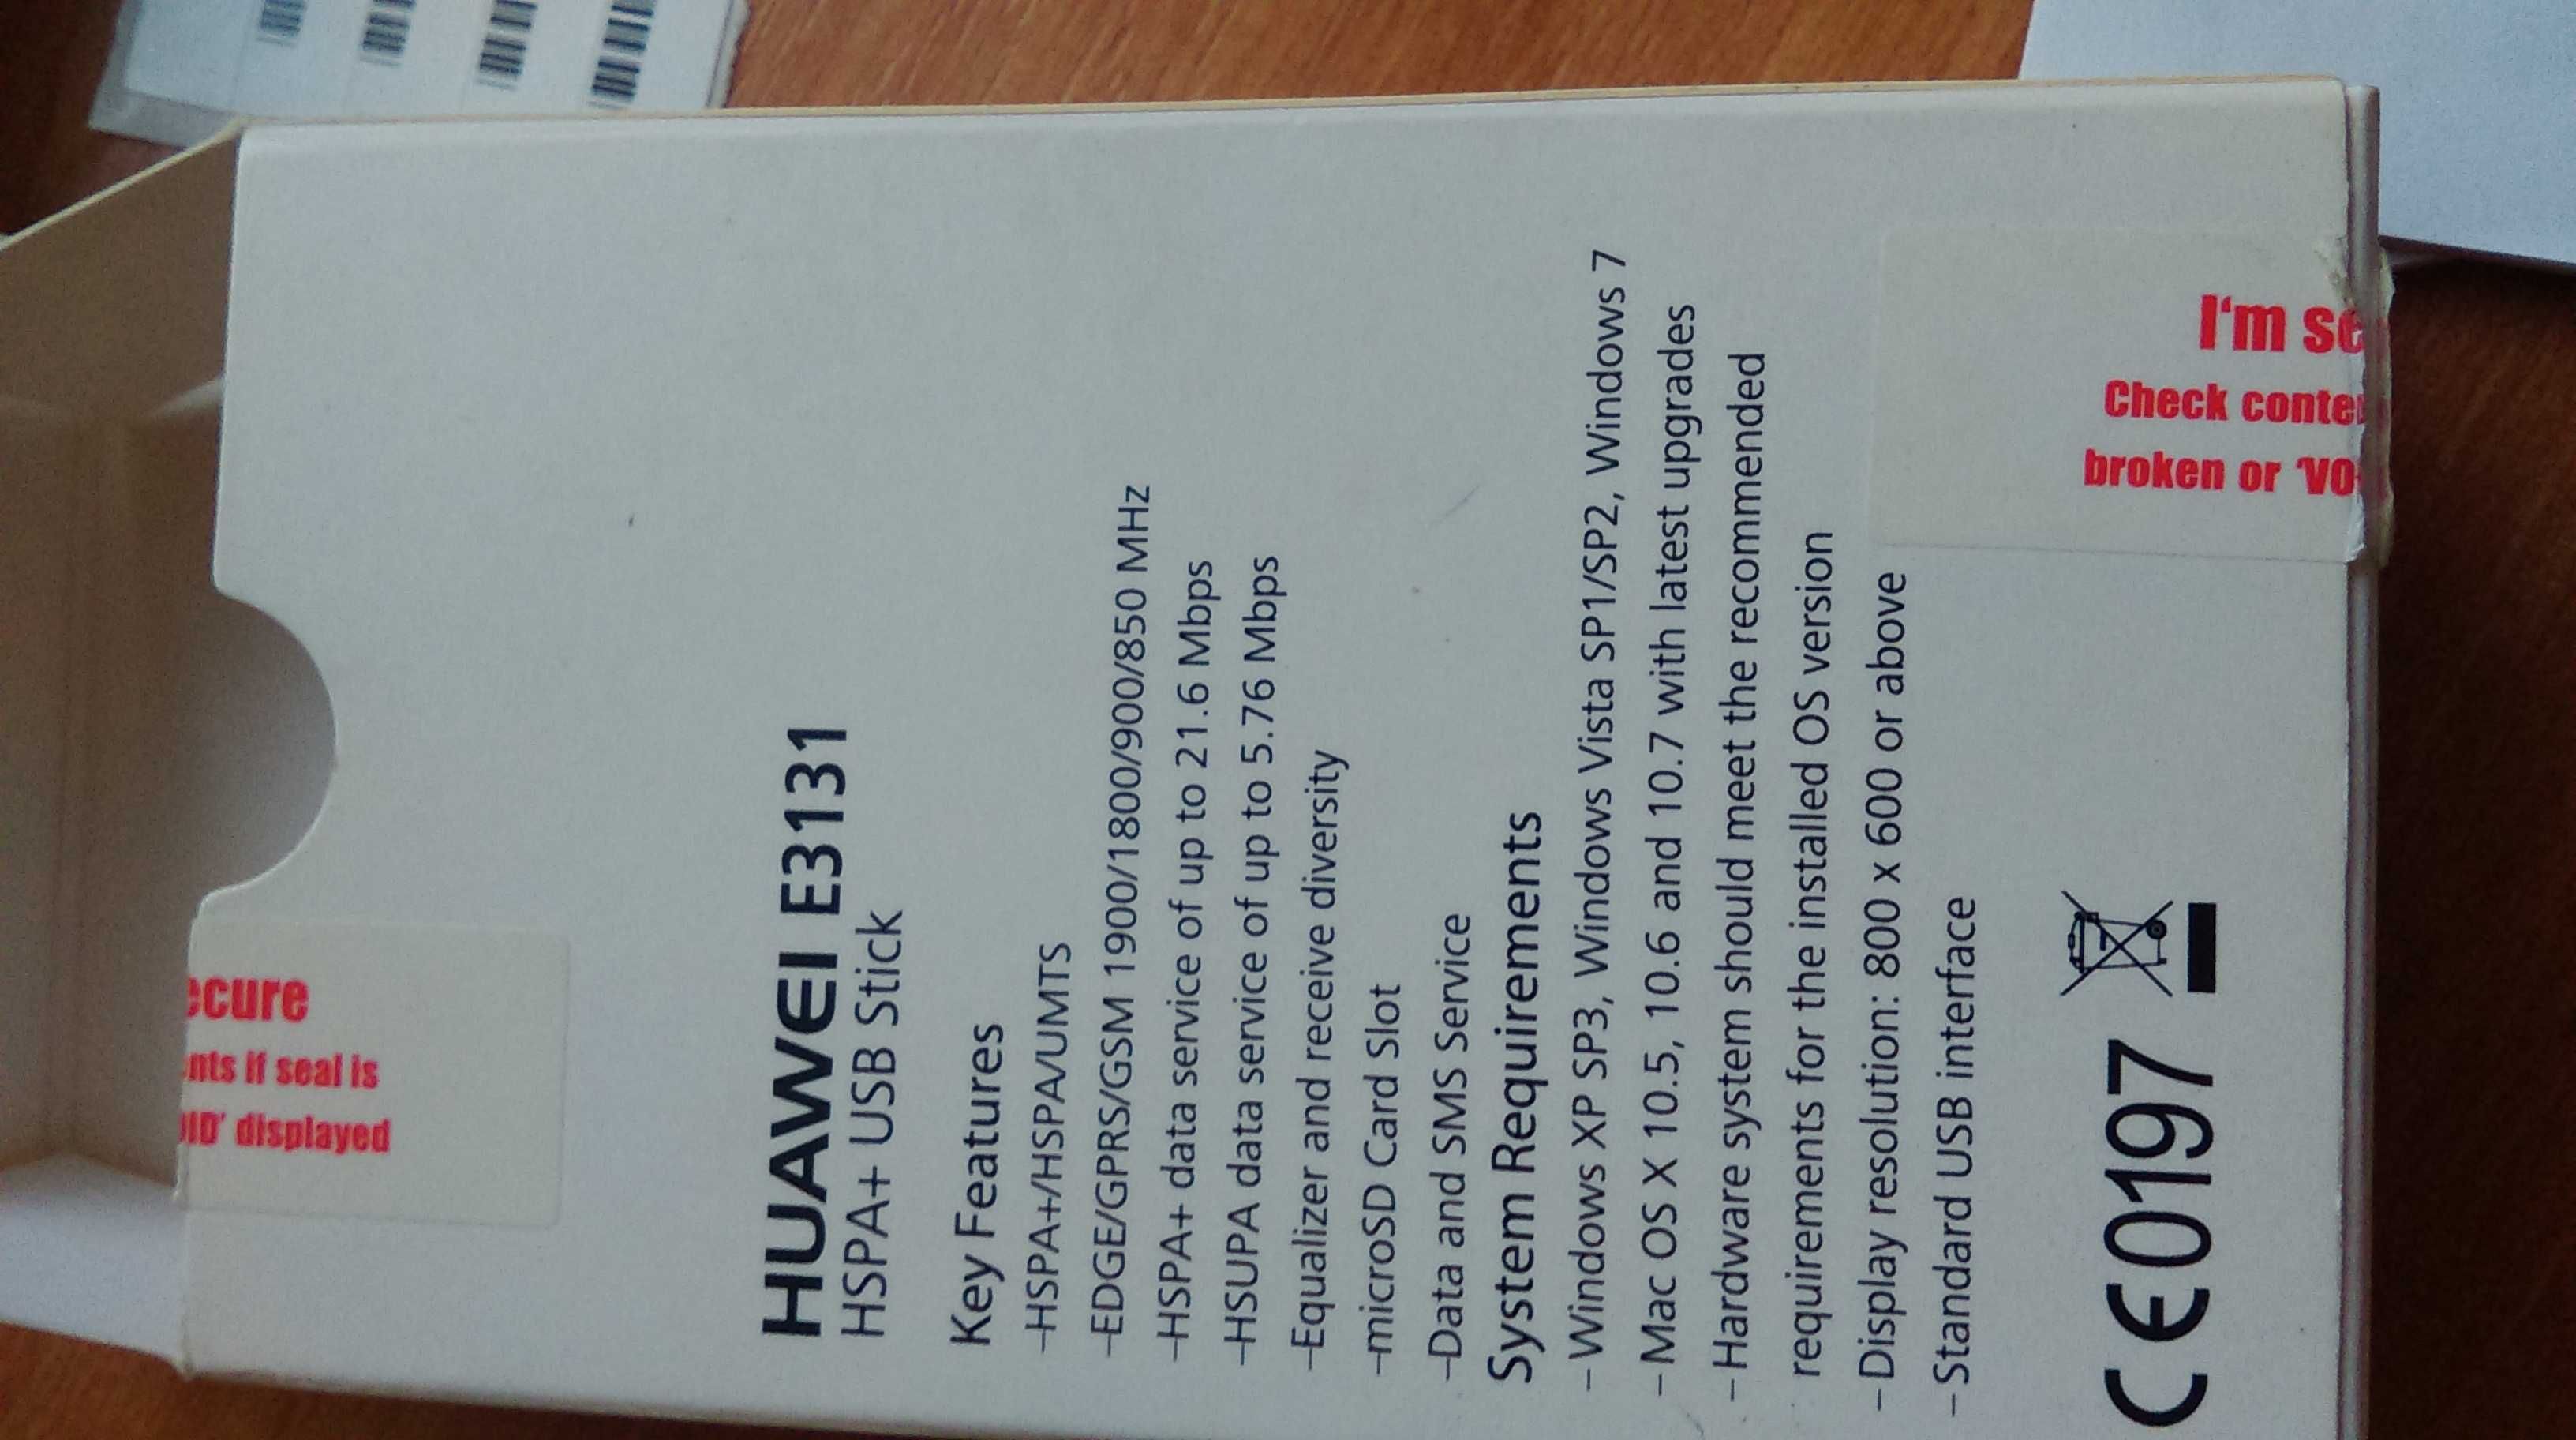 HUAWEI E3131
HSPA+ USB Stick
Key Features
–HSPA+/HSPA/UMTS
–EDGE/GPRS/GSM 1900/1800/900/850 MHz
–HSPA+ data service of up to 21.6 Mbps
–HSUPA data service of up to 5.76 Mbps
–Equalizer and receive diversity
–microSD Card Slot
–Data and SMS Service
System Requirements
–Windows XP SP3, Windows Vista SP1/SP2, Windows 7
–Mac OS X 10.5, 10.6 and 10.7 with latest upgrades
–Hardware system should meet the recommended
requirements for the installed OS version
–Display resolution: 800 x 600 or above
–Standard USB interface
CE0197
I'm se
Check conte
broken or 'VO
ecure
nts if seal is
ID' displayed